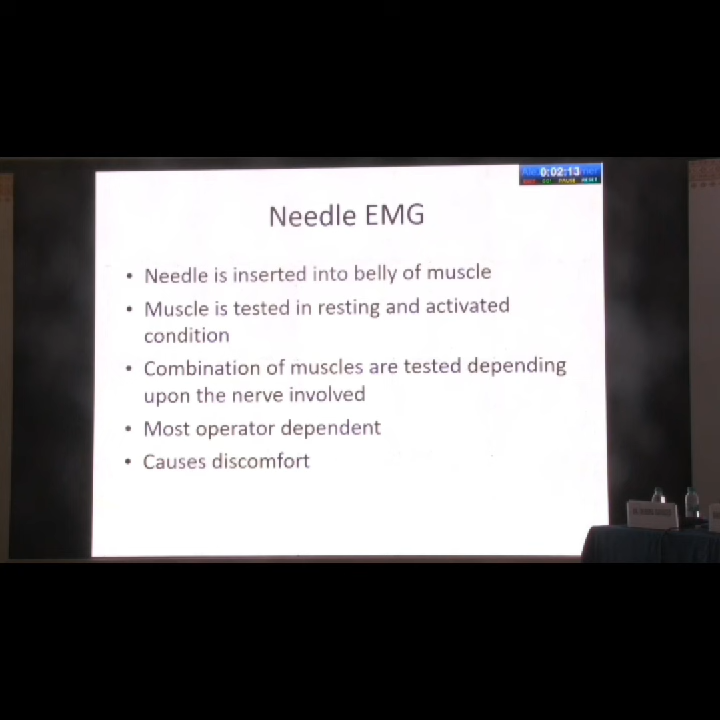 0:02:13
Needle EMG
• Needle is inserted into belly of muscle
• Muscle is tested in resting and activated
condition
• Combination of muscles are tested depending
upon the nerve involved
• Most operator dependent
• Causes discomfort